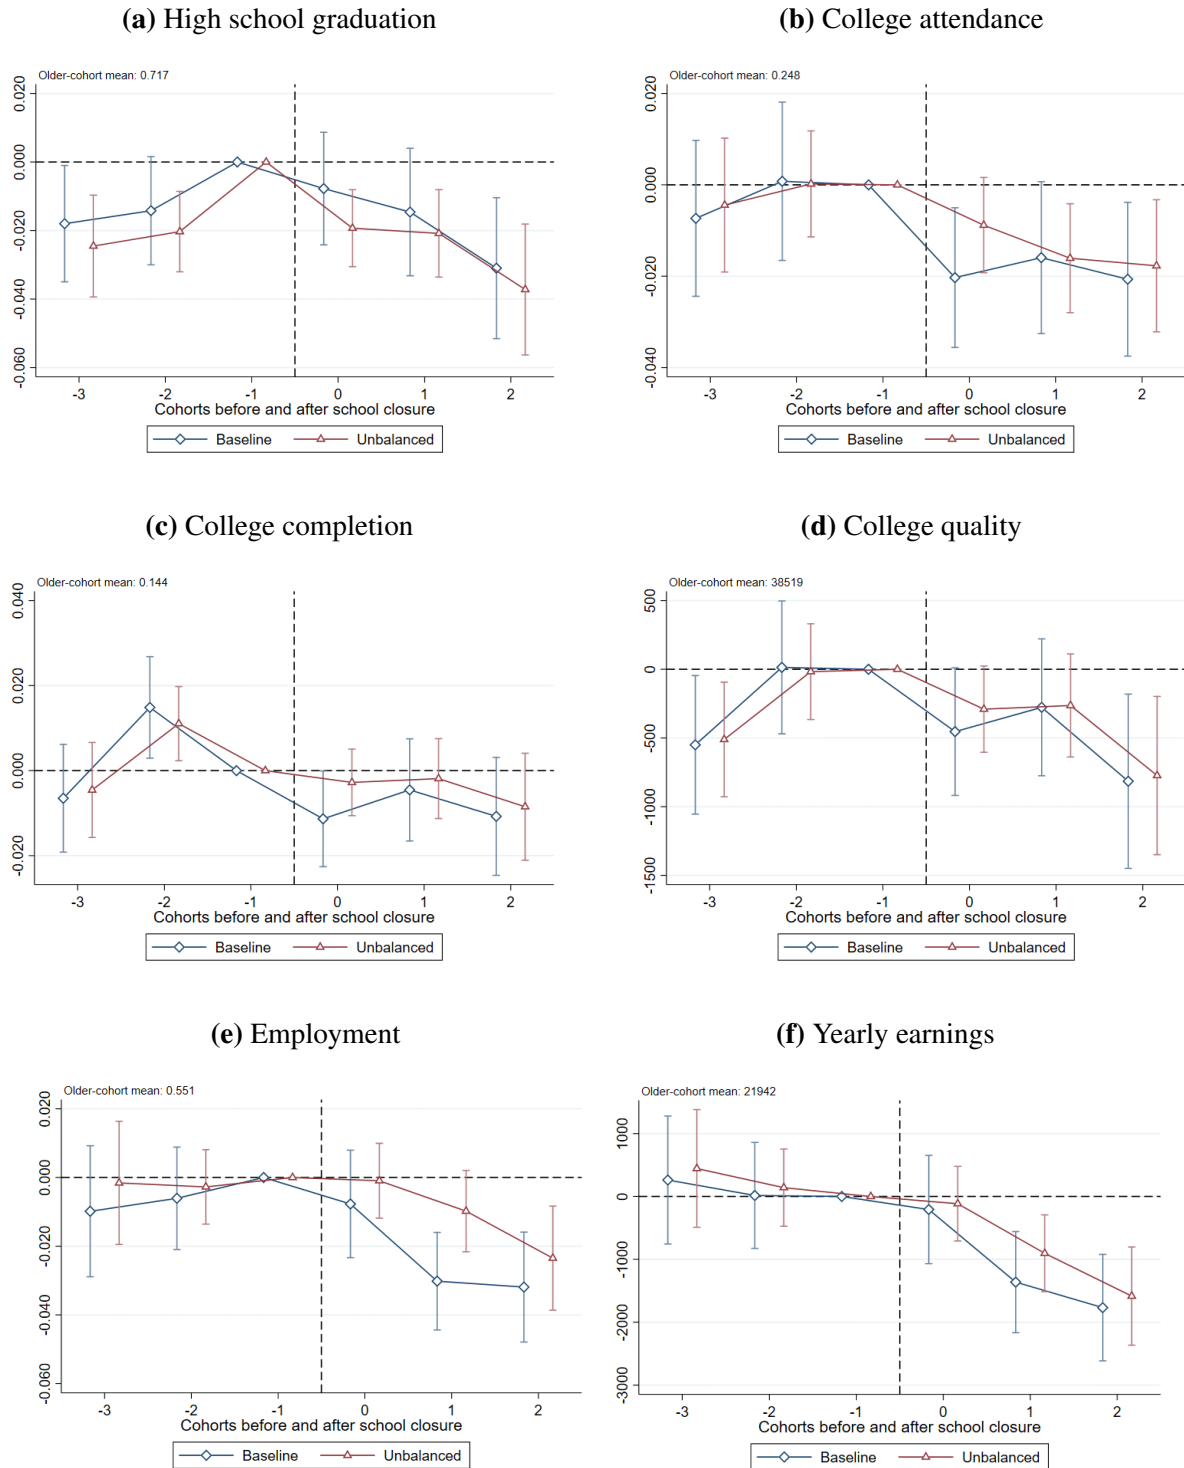 (a) High school graduation
Older-cohort mean: 0.717
0.020
0.000
-0.020
-0.040
-0.060
-3 -2 -1 0 1 2
Cohorts before and after school closure
Baseline Unbalanced
(b) College attendance
Older-cohort mean: 0.248
0.020
0.000
-0.020
-0.040
-3 -2 -1 0 1 2
Cohorts before and after school closure
Baseline Unbalanced
(c) College completion
Older-cohort mean: 0.144
0.040
0.020
0.000
-0.020
-3 -2 -1 0 1 2
Cohorts before and after school closure
Baseline Unbalanced
(d) College quality
Older-cohort mean: 38519
500
0
-500
-1000
-1500
-3 -2 -1 0 1 2
Cohorts before and after school closure
Baseline Unbalanced
(e) Employment
Older-cohort mean: 0.551
0.020
0.000
-0.020
-0.040
-0.060
-3 -2 -1 0 1 2
Cohorts before and after school closure
Baseline Unbalanced
(f) Yearly earnings
Older-cohort mean: 21942
1000
0
-1000
-2000
-3000
-3 -2 -1 0 1 2
Cohorts before and after school closure
Baseline Unbalanced